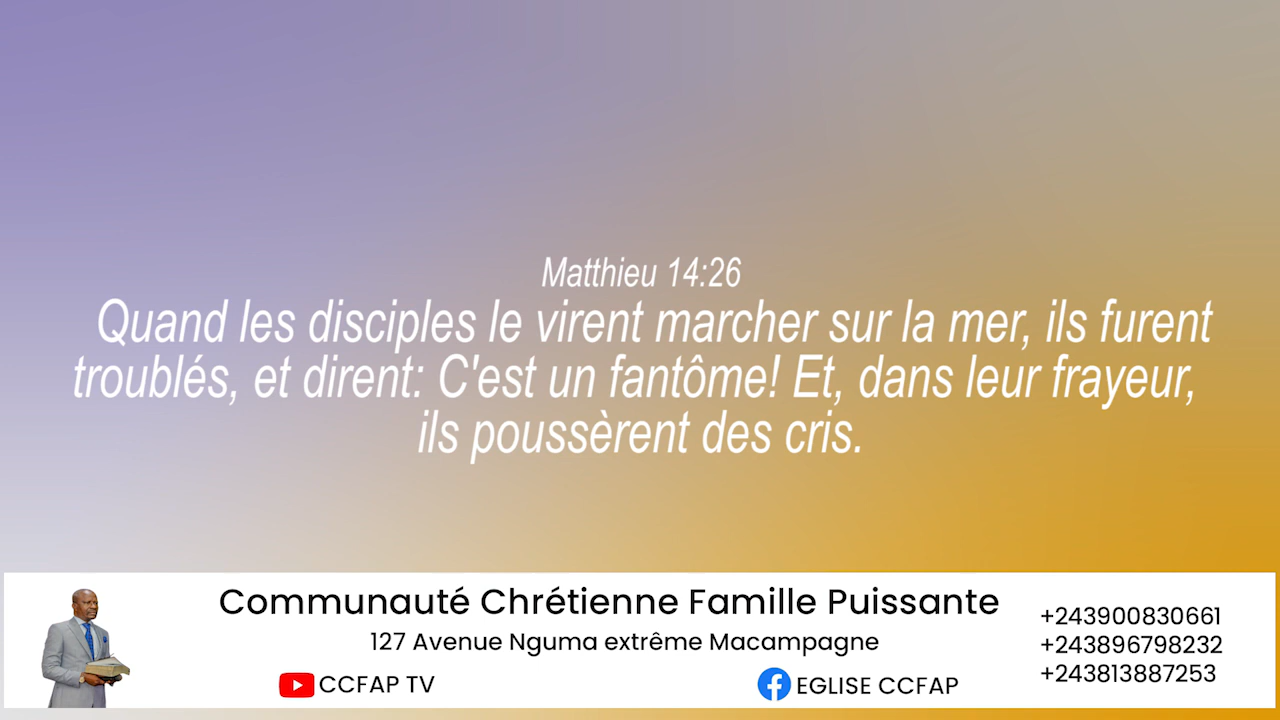 Matthieu 14:26
Quand les disciples le virent marcher sur la mer, ils furent
troublés, et dirent: C'est un fantôme! Et, dans leur frayeur,
ils poussèrent des cris.
Communauté Chrétienne Famille Puissante
127 Avenue Nguma extrême Macampagne
CCFAP TV
EGLISE CCFAP
+243900830661
+243896798232
+243813887253